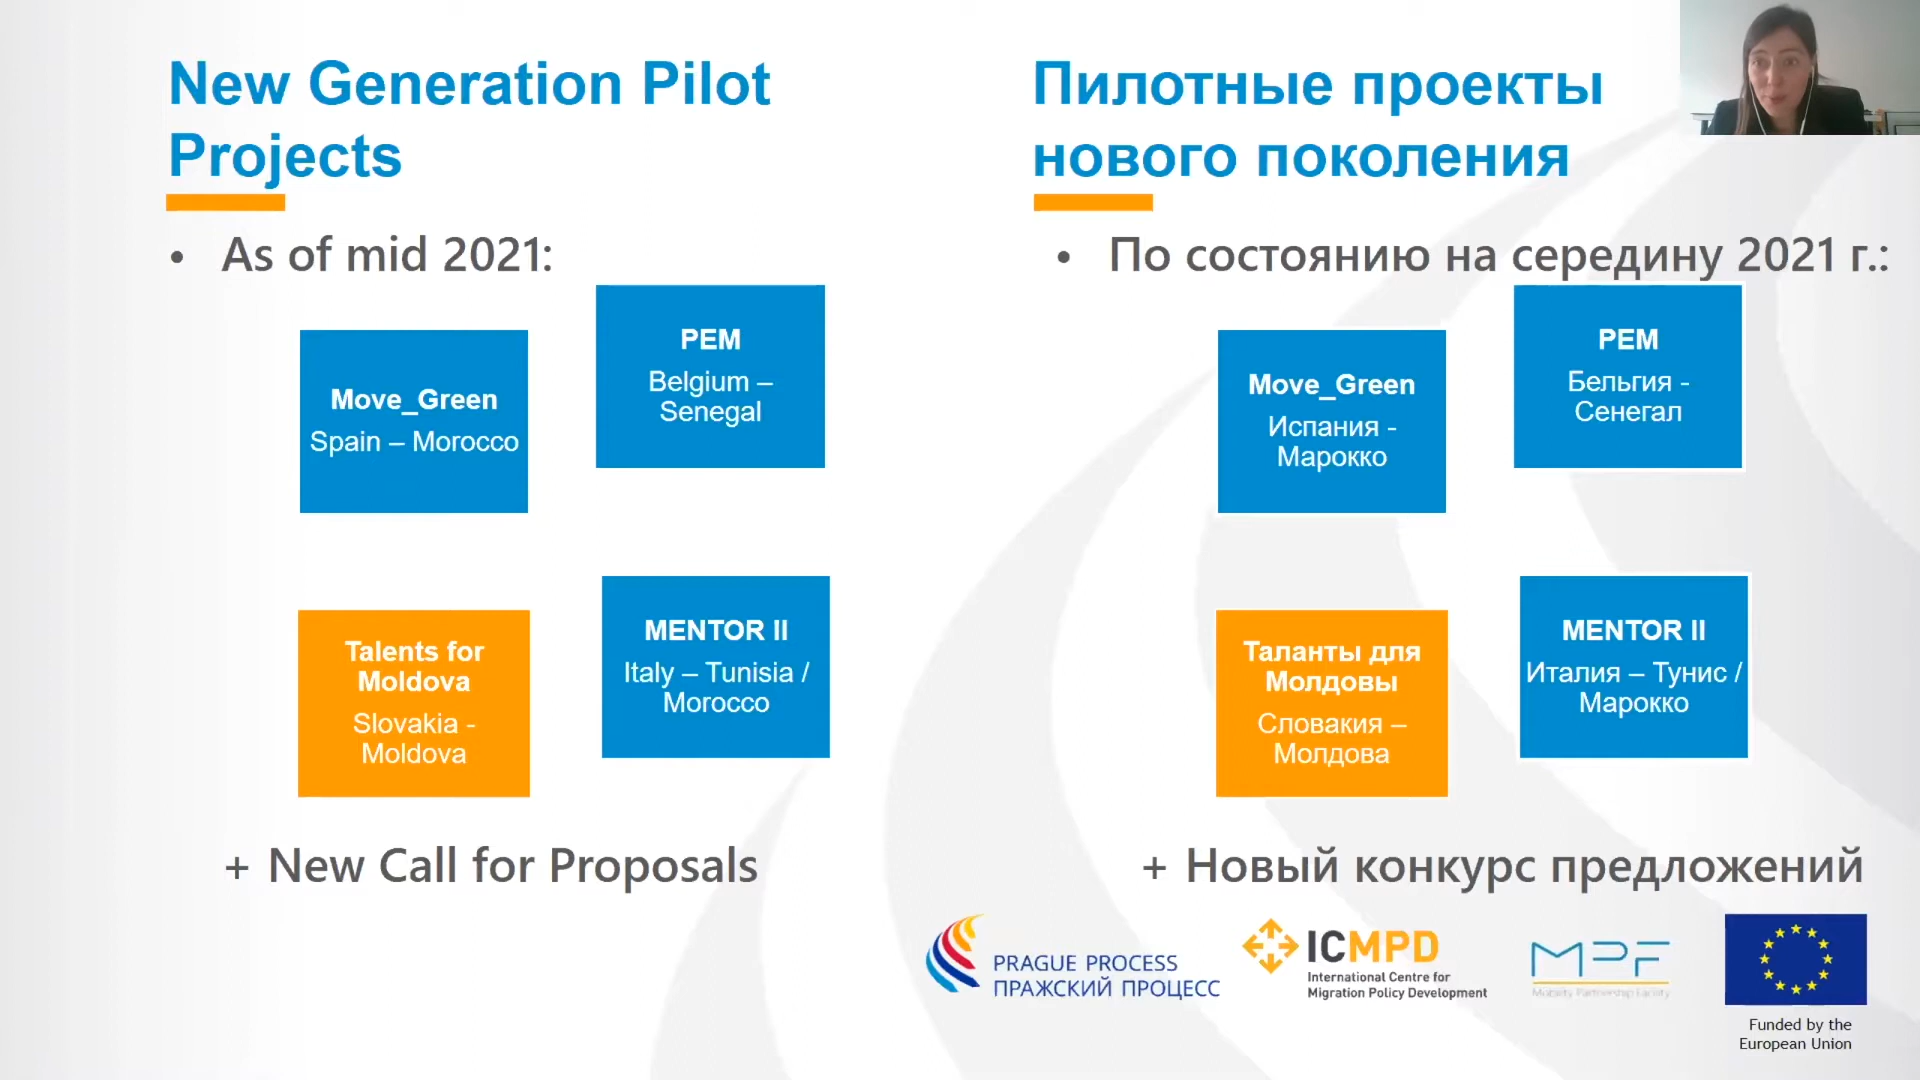 New Generation Pilot
Projects
• As of mid 2021:
Move_Green
Spain – Morocco
PEM
Belgium –
Senegal
Talents for
Moldova
Slovakia -
Moldova
MENTOR II
Italy – Tunisia /
Morocco
+ New Call for Proposals
Пилотные проекты
нового поколения
• По состоянию на середину 2021 г.:
Move_Green
Испания -
Марокко
PEM
Бельгия -
Сенегал
Таланты для
Молдовы
Словакия –
Молдова
MENTOR II
Италия – Тунис /
Марокко
+ Новый конкурс предложений
PRAGUE PROCESS
ПРАЖСКИЙ ПРОЦЕСС
ICMPD
International Centre for
Migration Policy Development
MPF
Mobility Partnership Facility
Funded by the
European Union